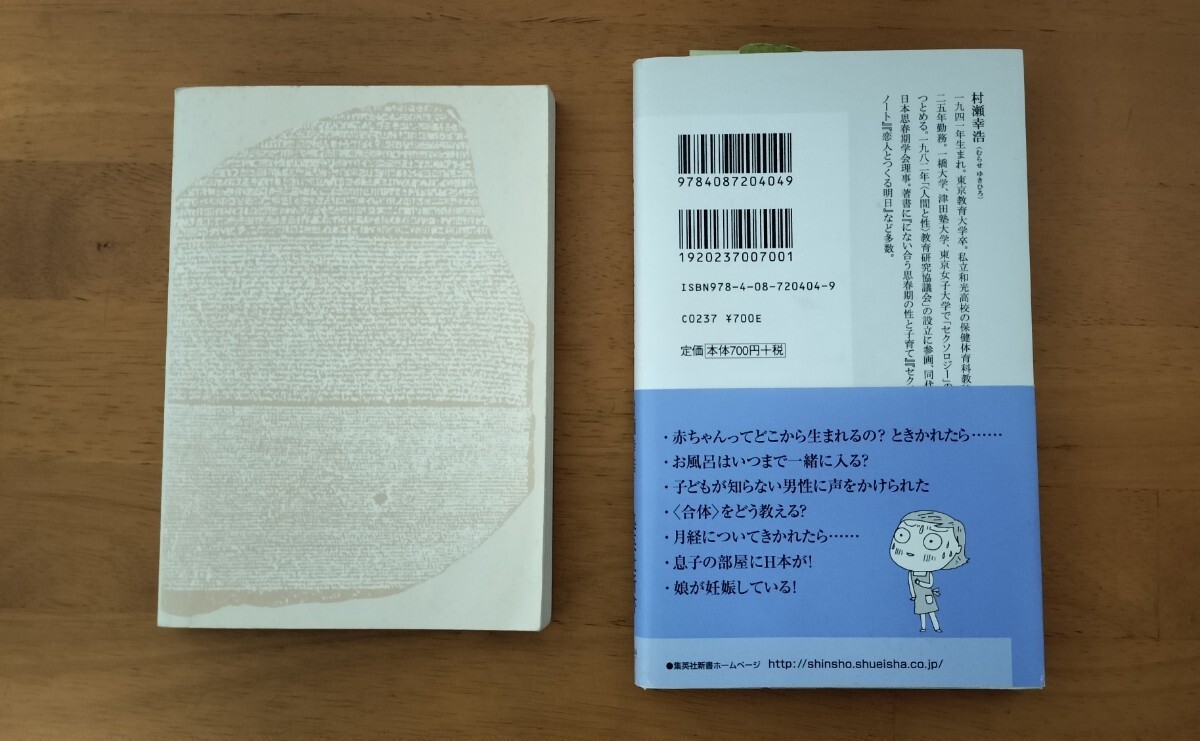 村瀬幸浩(むらせ ゆきひろ)
一九四一年生まれ。東京教育大学卒。私立和光高校の保健体育科教
二五年勤務。一橋大学、津田塾大学、東京女子大学で「セクソロジー」の
つとめる。一九八二年「〈人間と性〉教育研究協議会」の設立に参画、同代
日本思春期学会理事。著書に『にない合う思春期の性と子育て』『セク
ノート』『恋人とつくる明日』など多数。
9784087204049
1920237007001
ISBN978-4-08-720404-9
C0237 ¥700E
定価 本体700円+税
・赤ちゃんってどこから生まれるの? ときかれたら……
・お風呂はいつまで一緒に入る?
・子どもが知らない男性に声をかけられた
・〈合体〉をどう教える?
・月経についてきかれたら……
・息子の部屋にH本が!
・娘が妊娠している!
●集英社新書ホームページ http://shinsho.shueisha.co.jp/